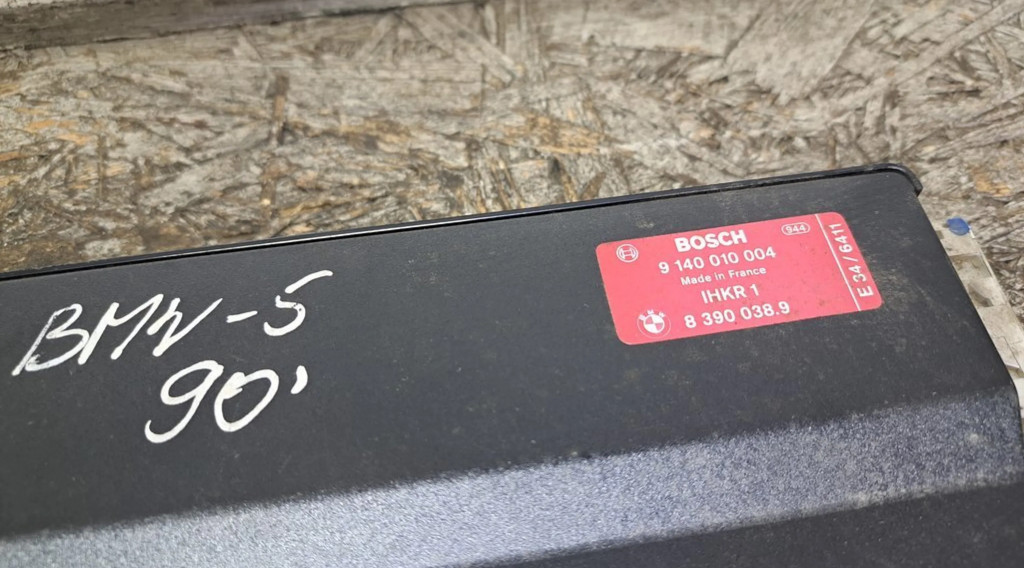 BMW-5
90'
BOSCH
944
9 140 010 004
Made in France
IHKR 1
8 390 038.9
E 34 / 6411